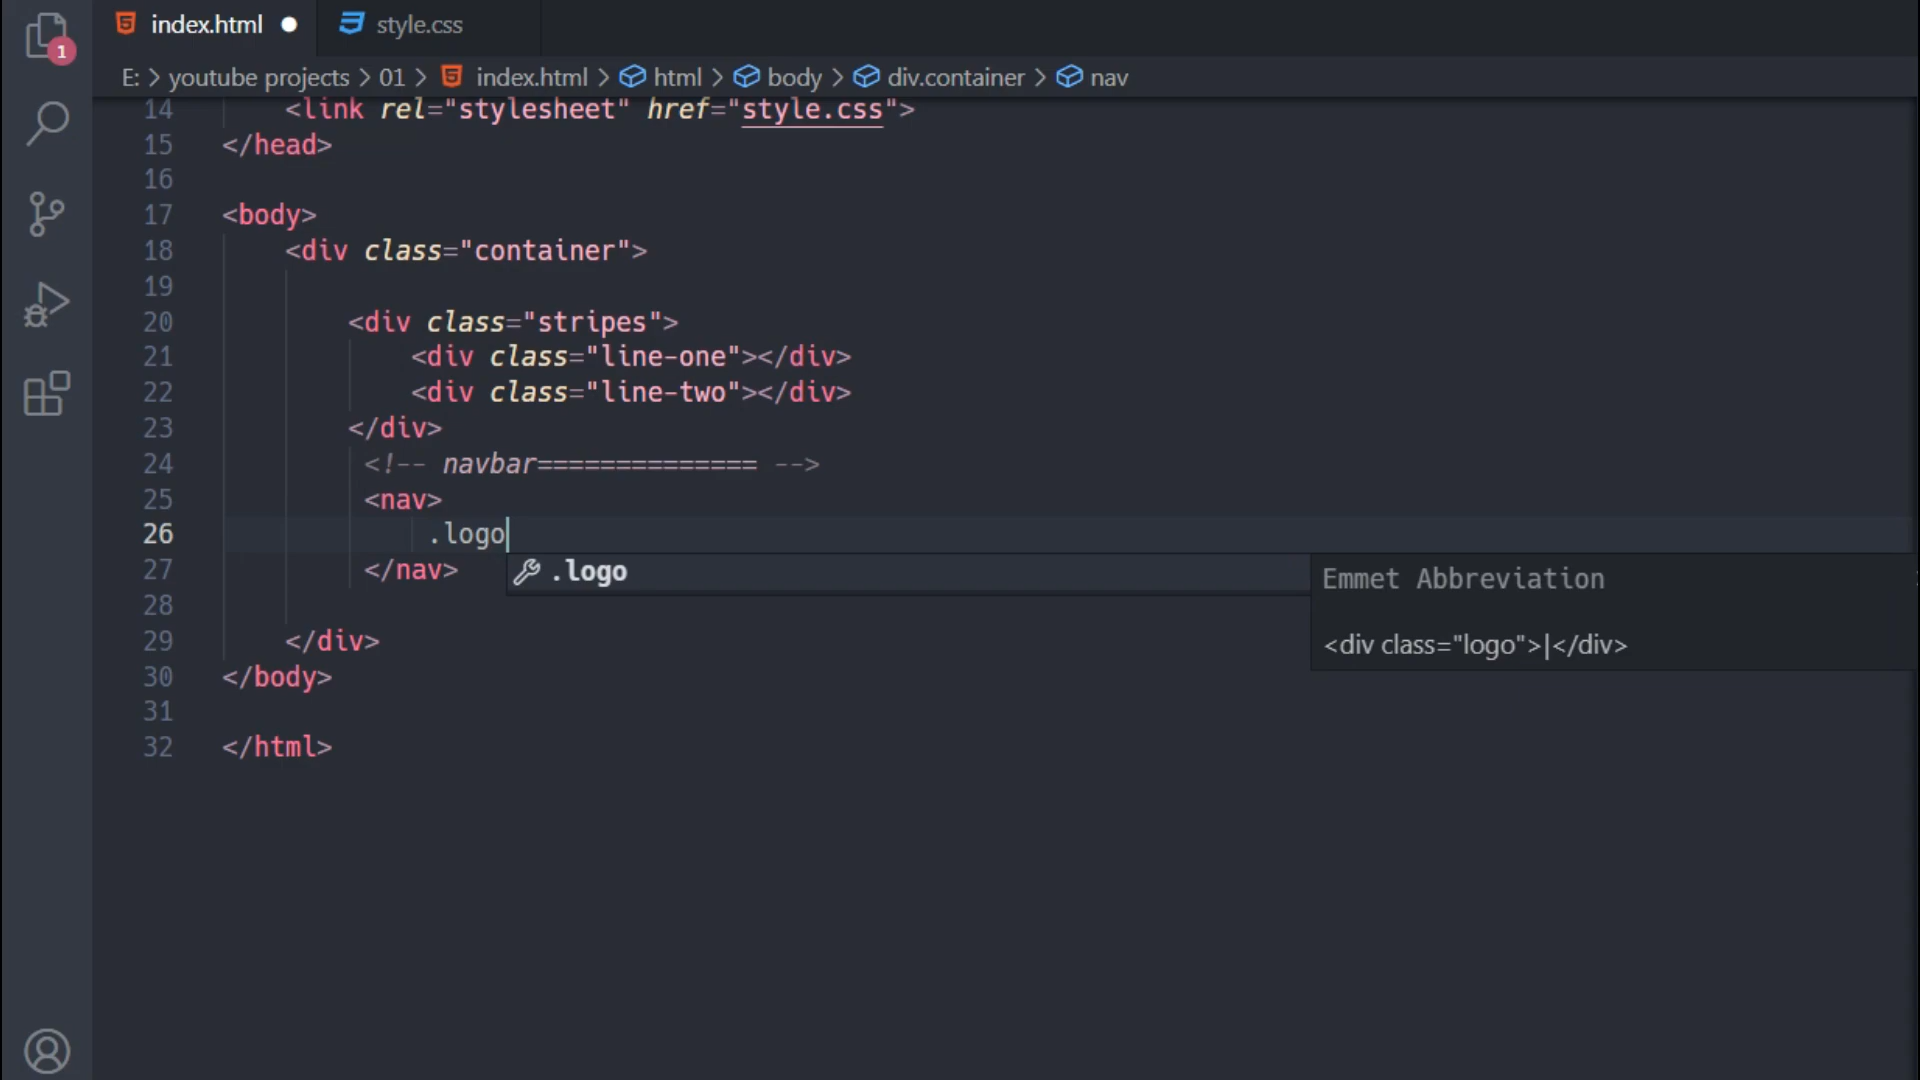 index.html
style.css
1
E: > youtube projects > 01 > index.html > html > body > div.container > nav
14 <link rel="stylesheet" href="style.css">
15 </head>
16
17 <body>
18 <div class="container">
19
20 <div class="stripes">
21 <div class="line-one"></div>
22 <div class="line-two"></div>
23 </div>
24 <!-- navbar============== -->
25 <nav>
26 .logo
27 </nav>
.logo
Emmet Abbreviation
<div class="logo">|</div>
28
29 </div>
30 </body>
31
32 </html>